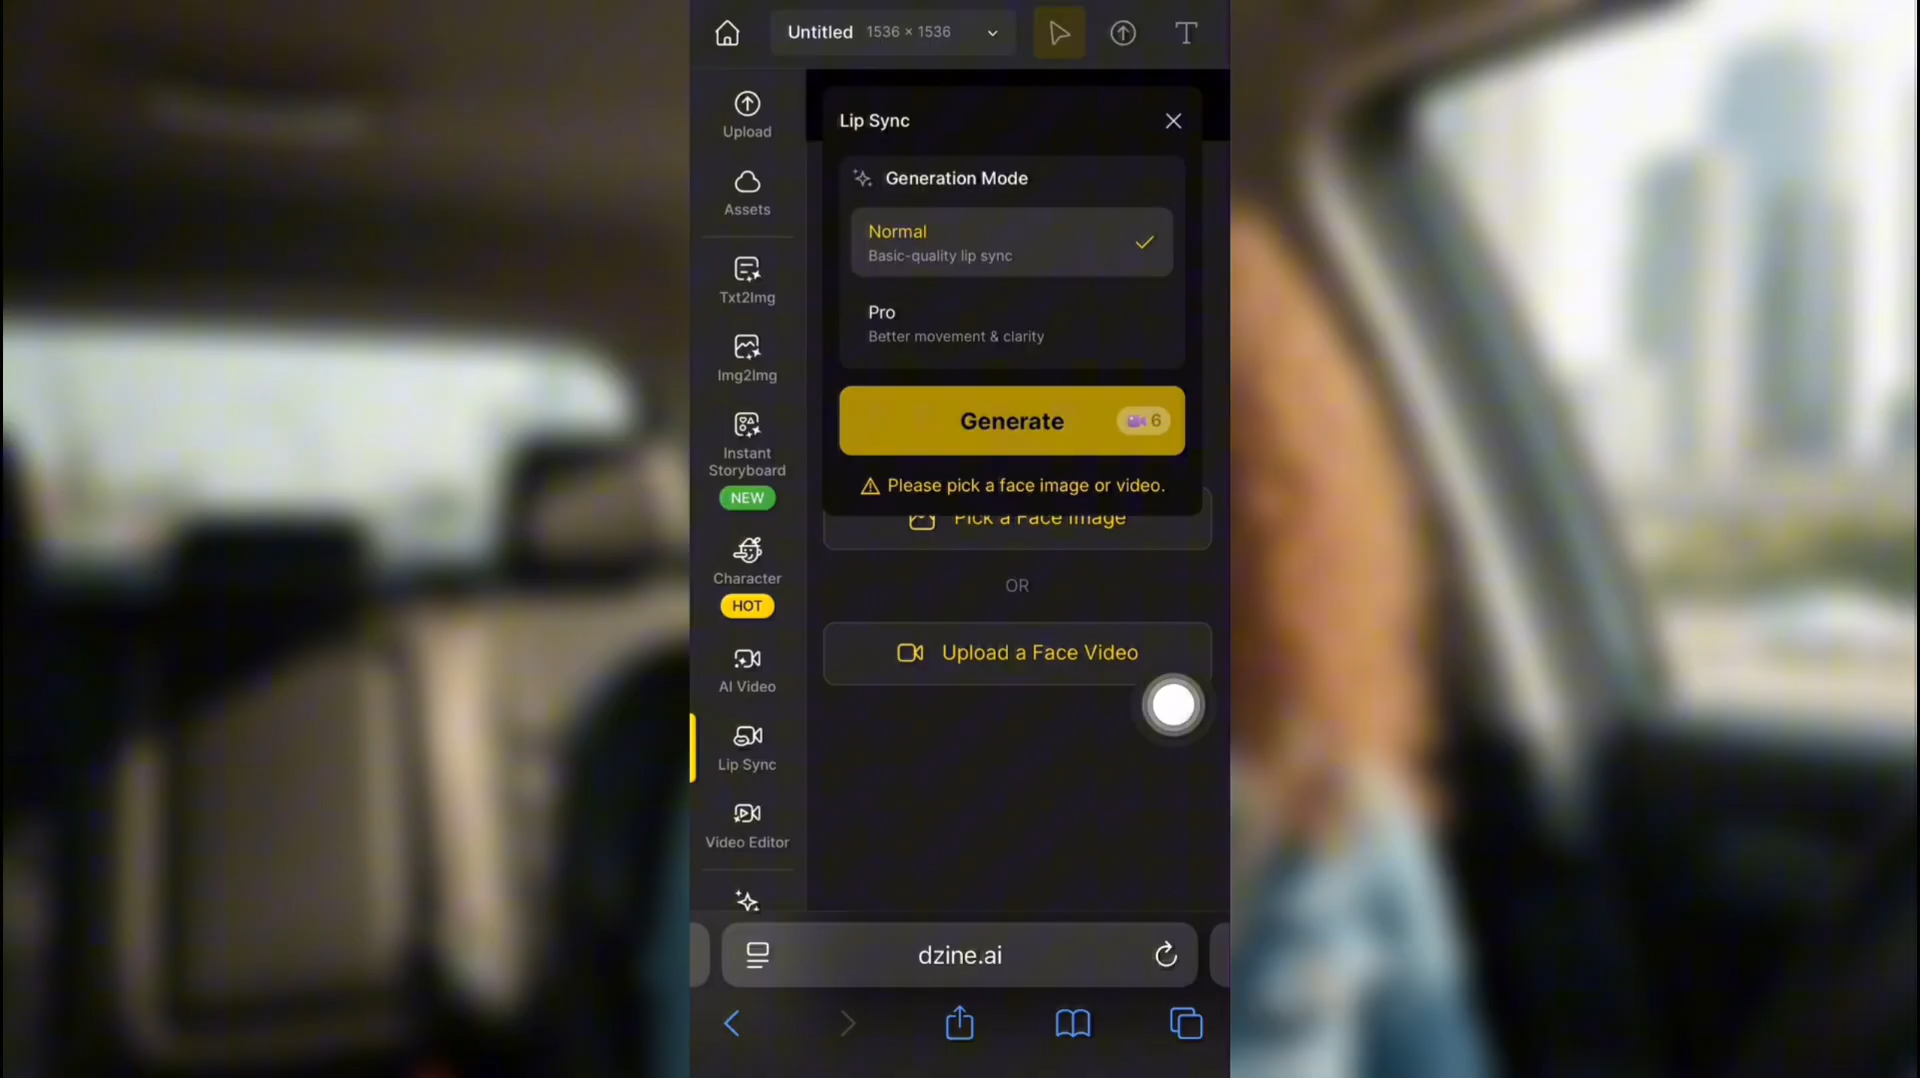 Untitled 1536 × 1536
T
Upload
Assets
Txt2Img
Img2Img
Instant
Storyboard
NEW
Character
HOT
AI Video
Lip Sync
Video Editor
Lip Sync
Generation Mode
Normal
Basic-quality lip sync
Pro
Better movement & clarity
Generate 6
Please pick a face image or video.
Pick a Face Image
OR
Upload a Face Video
dzine.ai